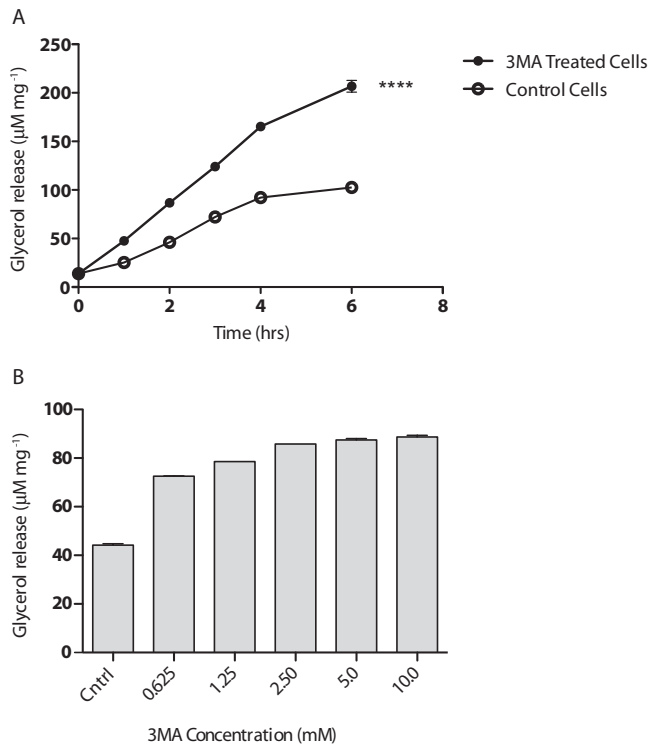 A
250
200
150
100
50
0
Glycerol release (µM mg⁻¹)
3MA Treated Cells
Control Cells
****
0 2 4 6 8
Time (hrs)
B
100
80
60
40
20
0
Glycerol release (µM mg⁻¹)
Cntrl 0.625 1.25 2.50 5.0 10.0
3MA Concentration (mM)